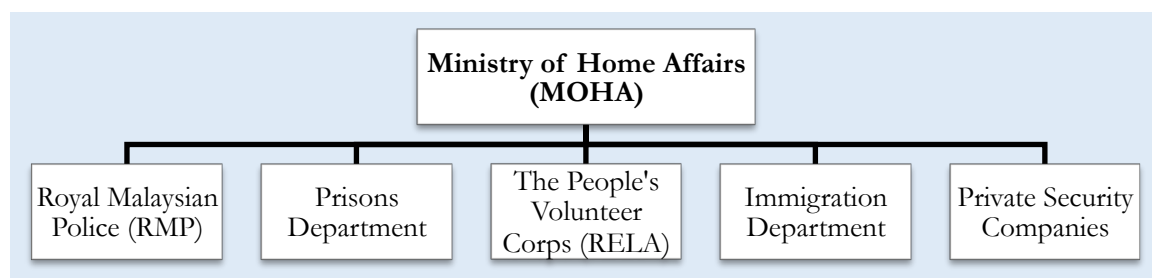 Ministry of Home Affairs
(MOHA)
Royal Malaysian
Police (RMP)
Prisons
Department
The People's
Volunteer
Corps (RELA)
Immigration
Department
Private Security
Companies